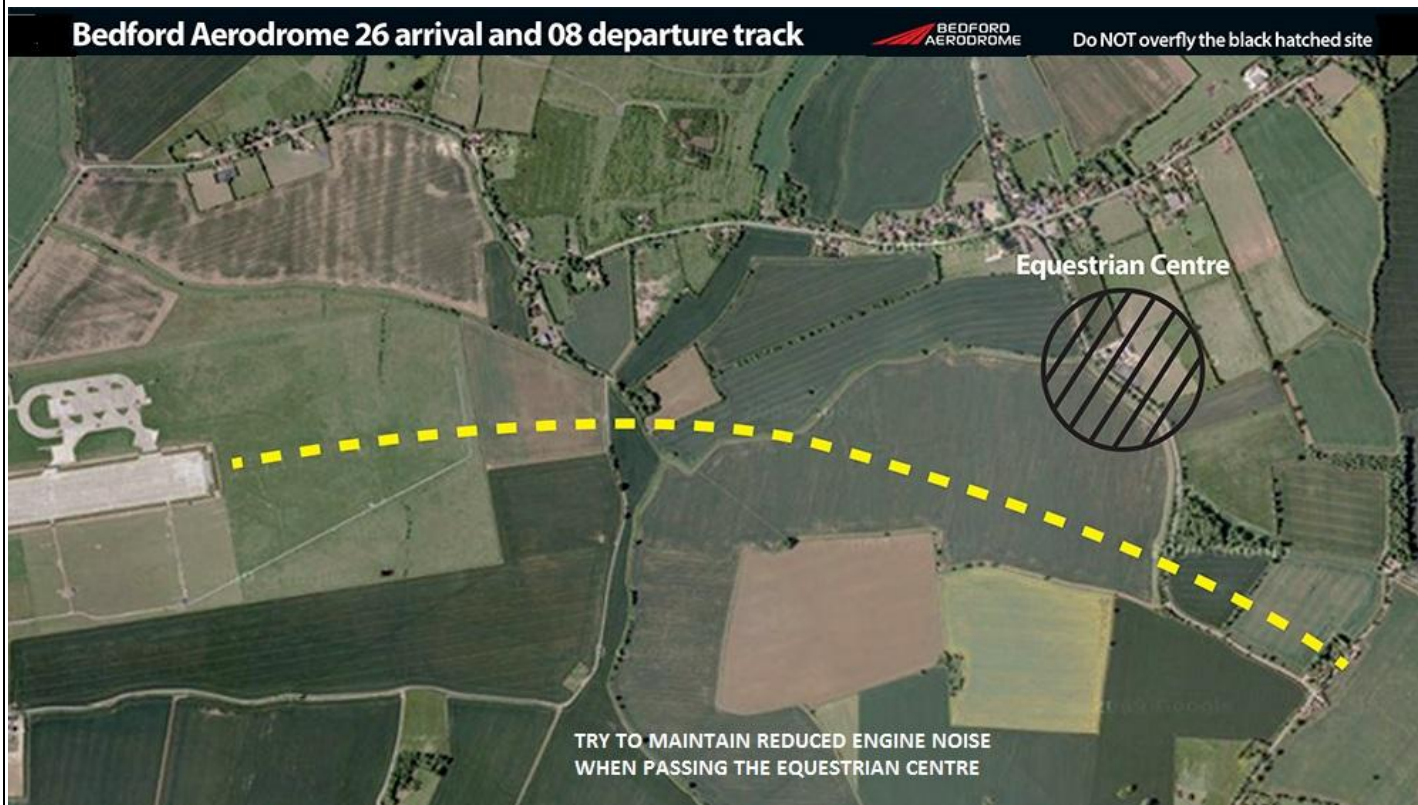 Bedford Aerodrome 26 arrival and 08 departure track
BEDFORD
AERODROME
Do NOT overfly the black hatched site
Equestrian Centre
TRY TO MAINTAIN REDUCED ENGINE NOISE
WHEN PASSING THE EQUESTRIAN CENTRE